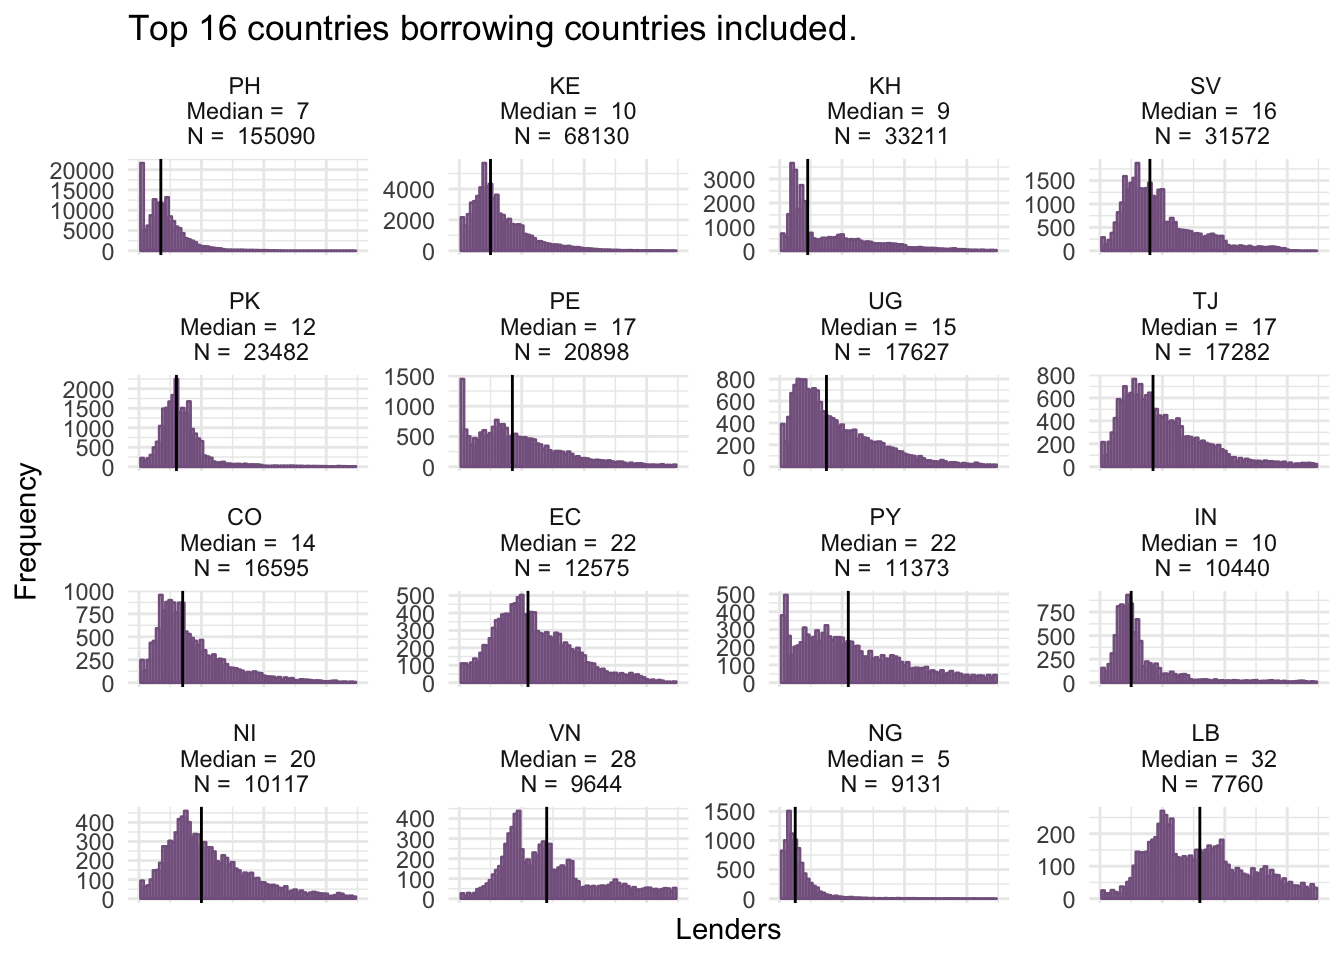 Top 16 countries borrowing countries included.
PH
Median =  7
N =  155090
KE
Median =  10
N =  68130
KH
Median =  9
N =  33211
SV
Median =  16
N =  31572
20000
15000
10000
5000
0
4000
2000
0
3000
2000
1000
0
1500
1000
500
0
PK
Median =  12
N =  23482
PE
Median =  17
N =  20898
UG
Median =  15
N =  17627
TJ
Median =  17
N =  17282
2000
1500
1000
500
0
1500
1000
500
0
800
600
400
200
0
800
600
400
200
0
Frequency
CO
Median =  14
N =  16595
EC
Median =  22
N =  12575
PY
Median =  22
N =  11373
IN
Median =  10
N =  10440
1000
750
500
250
0
500
400
300
200
100
0
500
400
300
200
100
0
750
500
250
0
NI
Median =  20
N =  10117
VN
Median =  28
N =  9644
NG
Median =  5
N =  9131
LB
Median =  32
N =  7760
400
300
200
100
0
400
300
200
100
0
1500
1000
500
0
200
100
0
Lenders